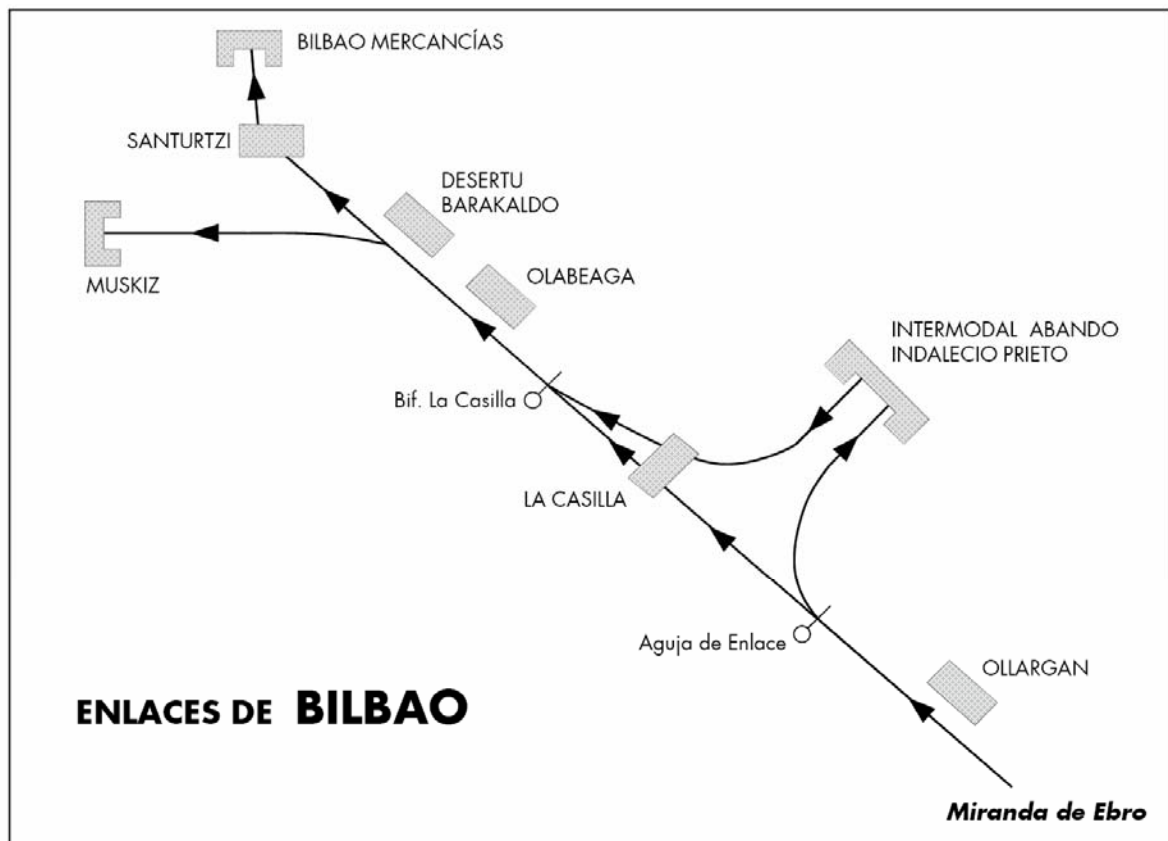 BILBAO MERCANCÍAS
SANTURTZI
DESERTU
BARAKALDO
MUSKIZ
OLABEAGA
INTERMODAL ABANDO
INDALECIO PRIETO
Bif. La Casilla
LA CASILLA
Aguja de Enlace
OLLARGAN
ENLACES DE BILBAO
Miranda de Ebro